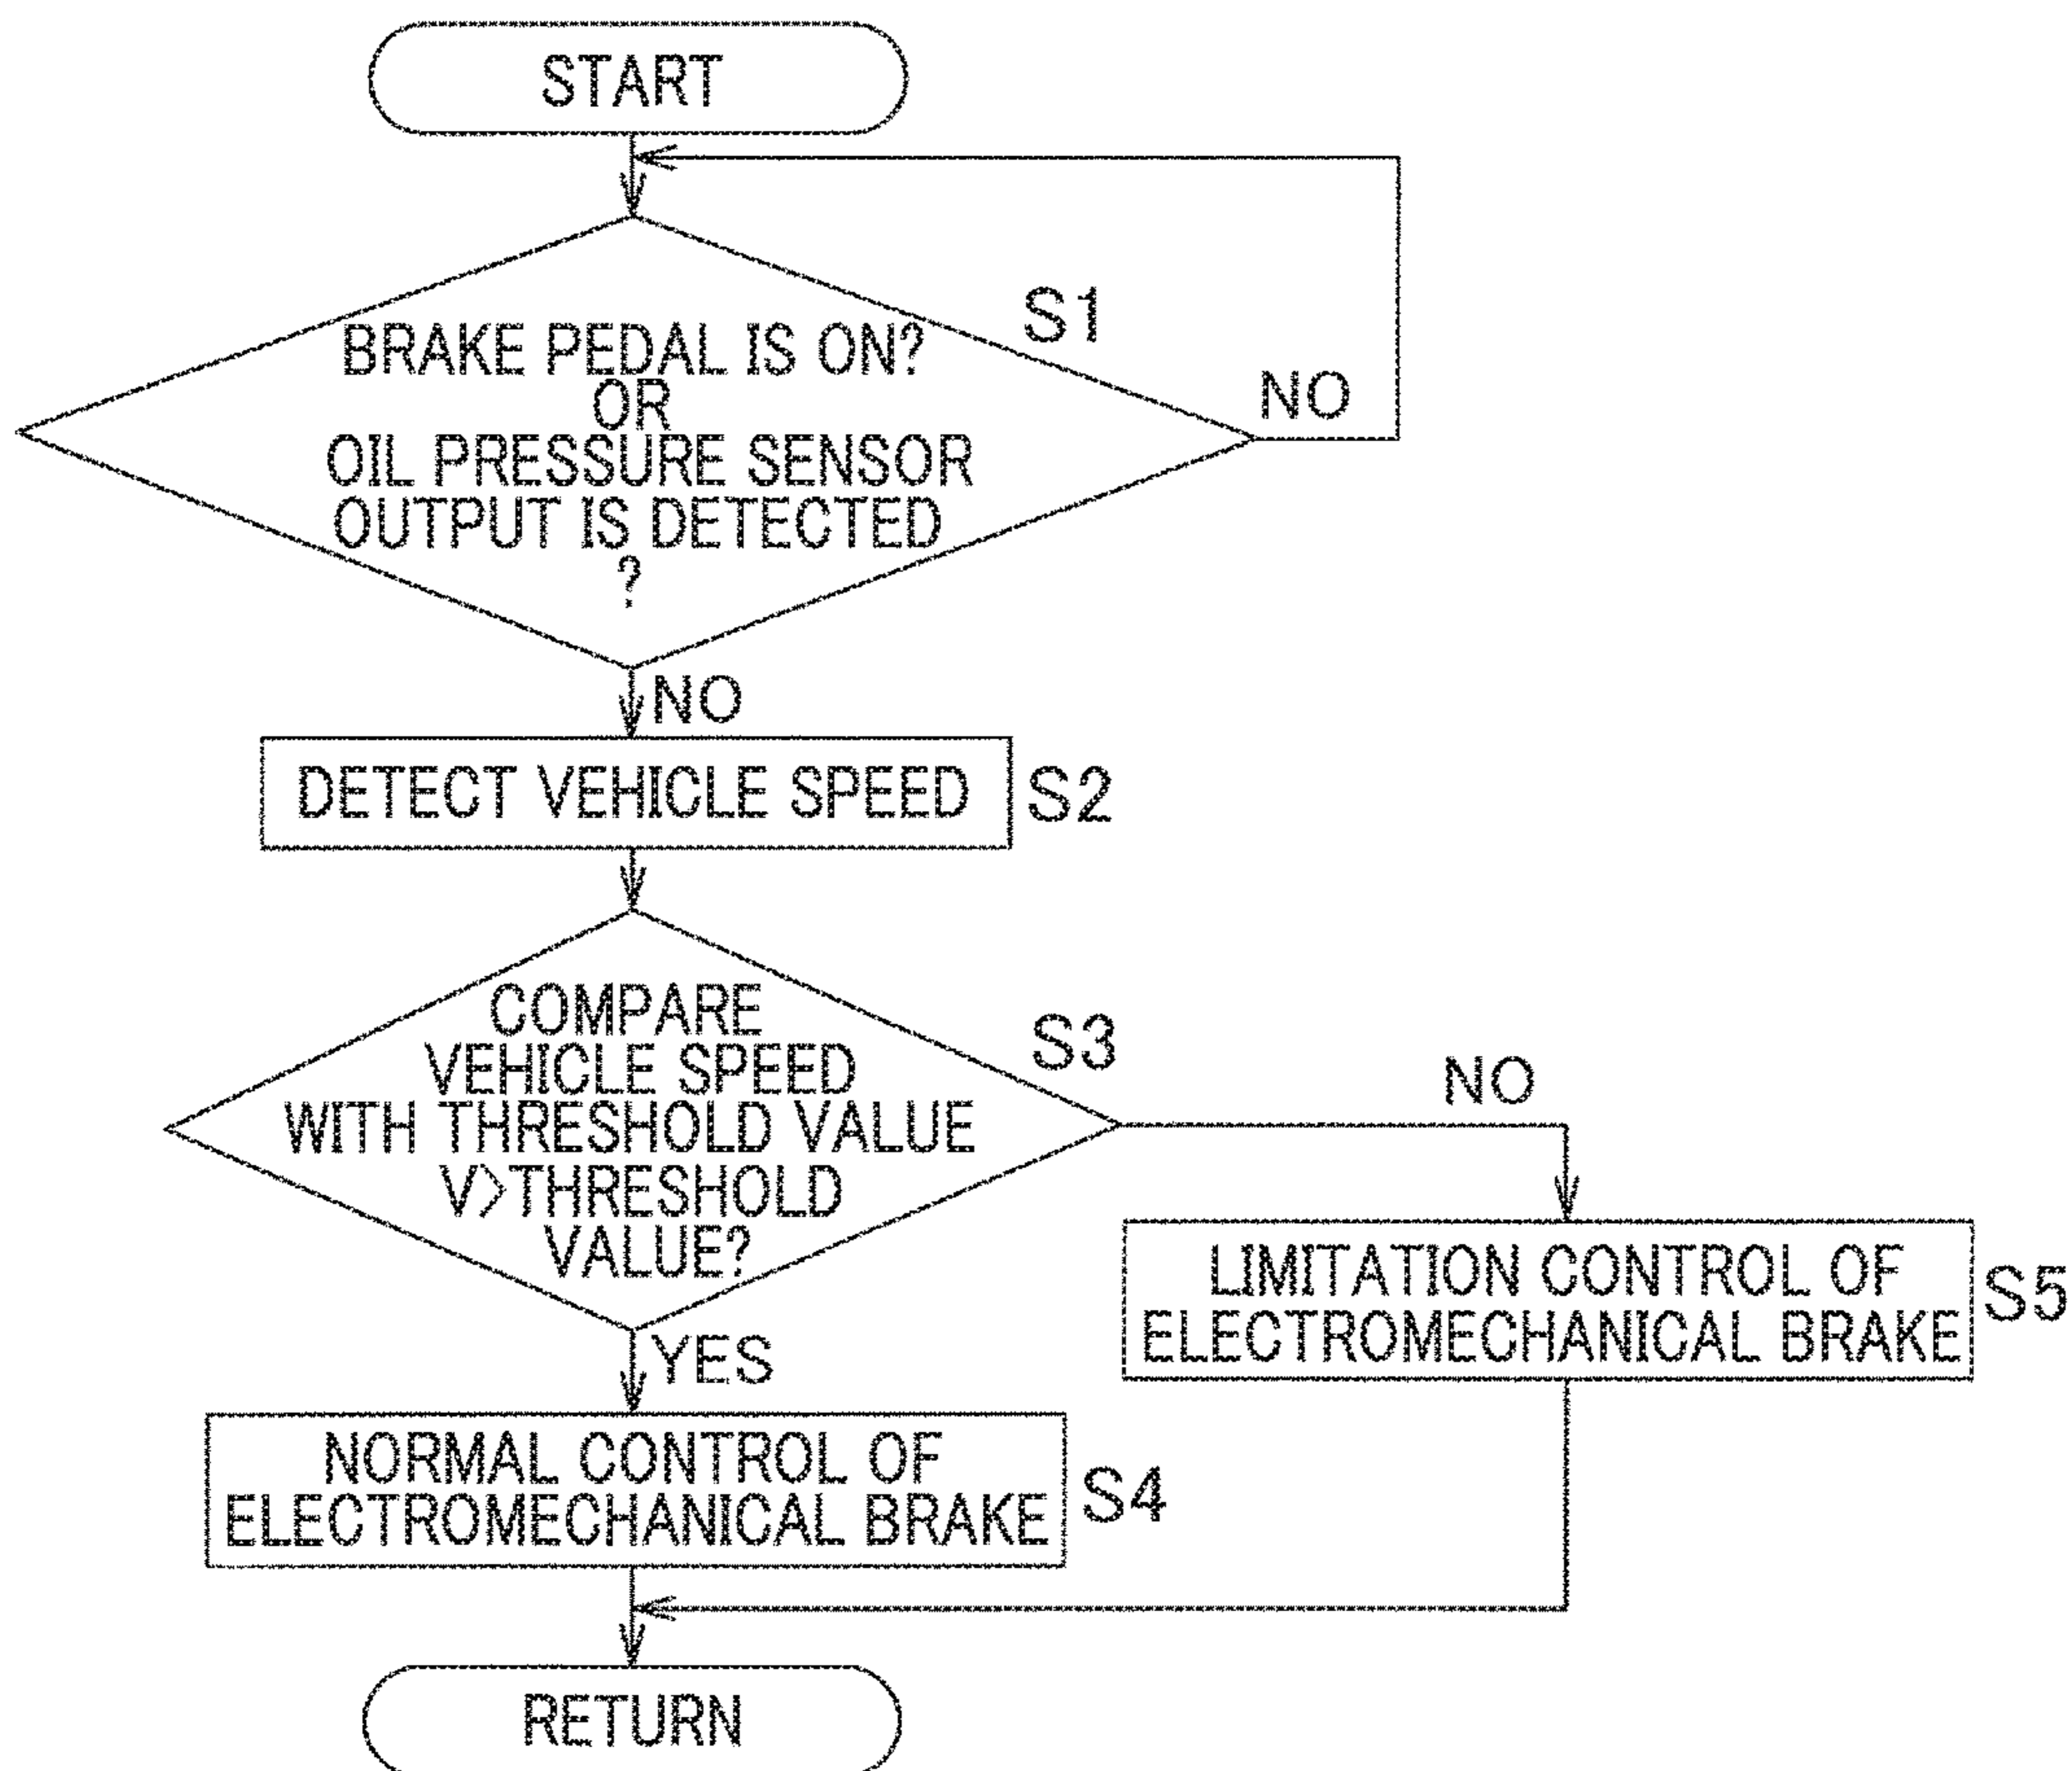 START
BRAKE PEDAL IS ON?
OR
OIL PRESSURE SENSOR
OUTPUT IS DETECTED
?
S1
NO
NO
DETECT VEHICLE SPEED
S2
COMPARE
VEHICLE SPEED
WITH THRESHOLD VALUE
V>THRESHOLD
VALUE?
S3
NO
YES
LIMITATION CONTROL OF
ELECTROMECHANICAL BRAKE
S5
NORMAL CONTROL OF
ELECTROMECHANICAL BRAKE
S4
RETURN